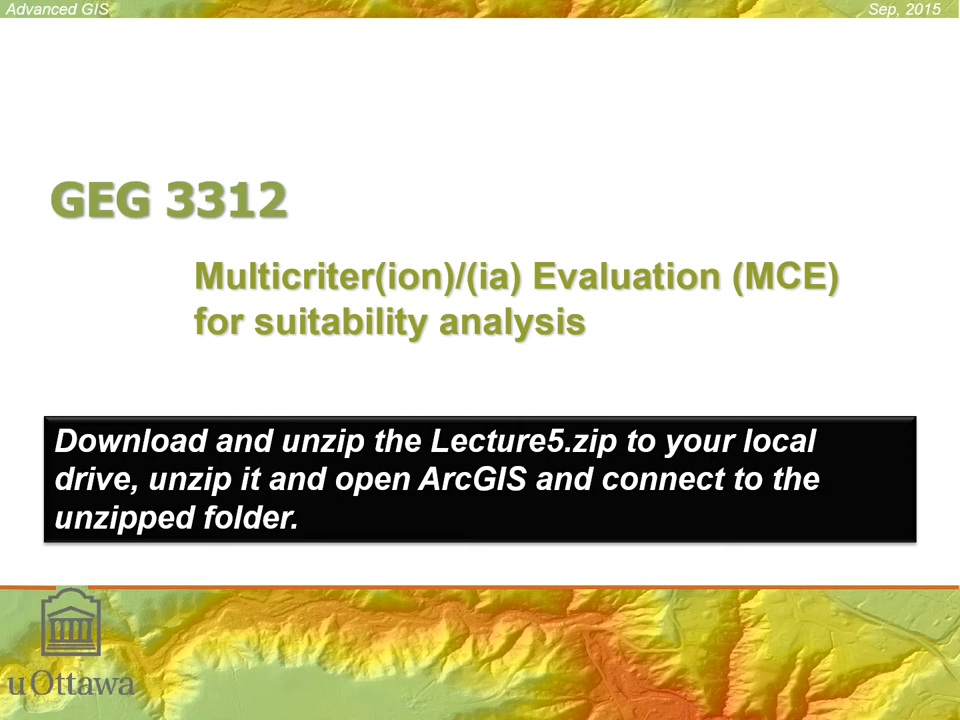 Advanced GIS
Sep, 2015
GEG 3312
Multicriter(ion)/(ia) Evaluation (MCE)
for suitability analysis
Download and unzip the Lecture5.zip to your local
drive, unzip it and open ArcGIS and connect to the
unzipped folder.
uOttawa